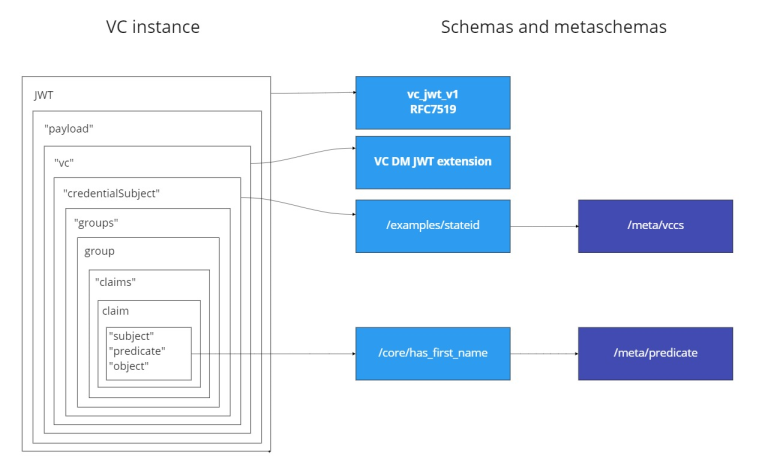 VC instance
Schemas and metaschemas
JWT
"payload"
"vc"
"credentialSubject"
"groups"
group
"claims"
claim
"subject"
"predicate"
"object"
vc_jwt_v1
RFC7519
VC DM JWT extension
/examples/stateid
/meta/vccs
/core/has_first_name
/meta/predicate